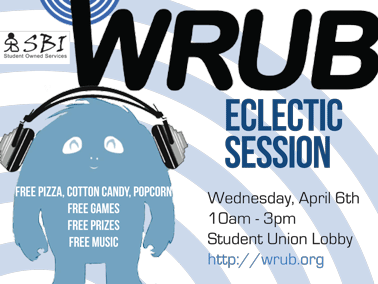 SBI
Student Owned Services
WRUB
ECLECTIC
SESSION
FREE PIZZA, COTTON CANDY, POPCORN
FREE GAMES
FREE PRIZES
FREE MUSIC
Wednesday, April 6th
10am - 3pm
Student Union Lobby
http://wrub.org